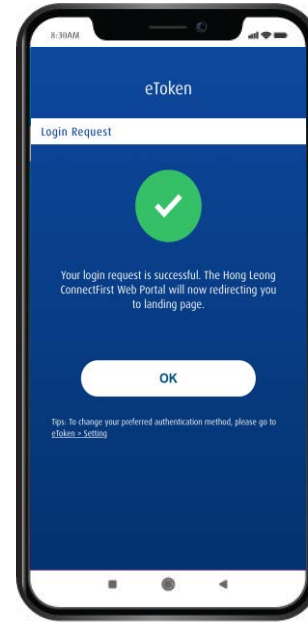 8:30AM
eToken
Login Request
Your login request is successful. The Hong Leong
ConnectFirst Web Portal will now redirecting you
to landing page.
OK
Tips: To change your preferred authentication method, please go to
eToken > Setting